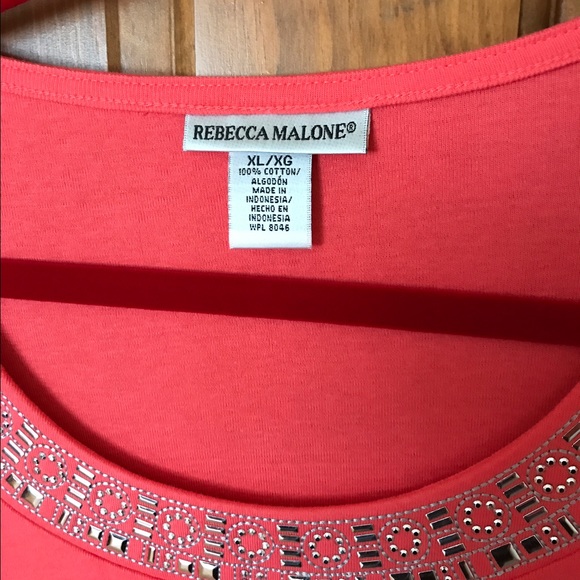 REBECCA MALONE®
XL/XG
100% COTTON/
ALGODÓN
MADE IN
INDONESIA/
HECHO EN
INDONESIA
WPL 8046